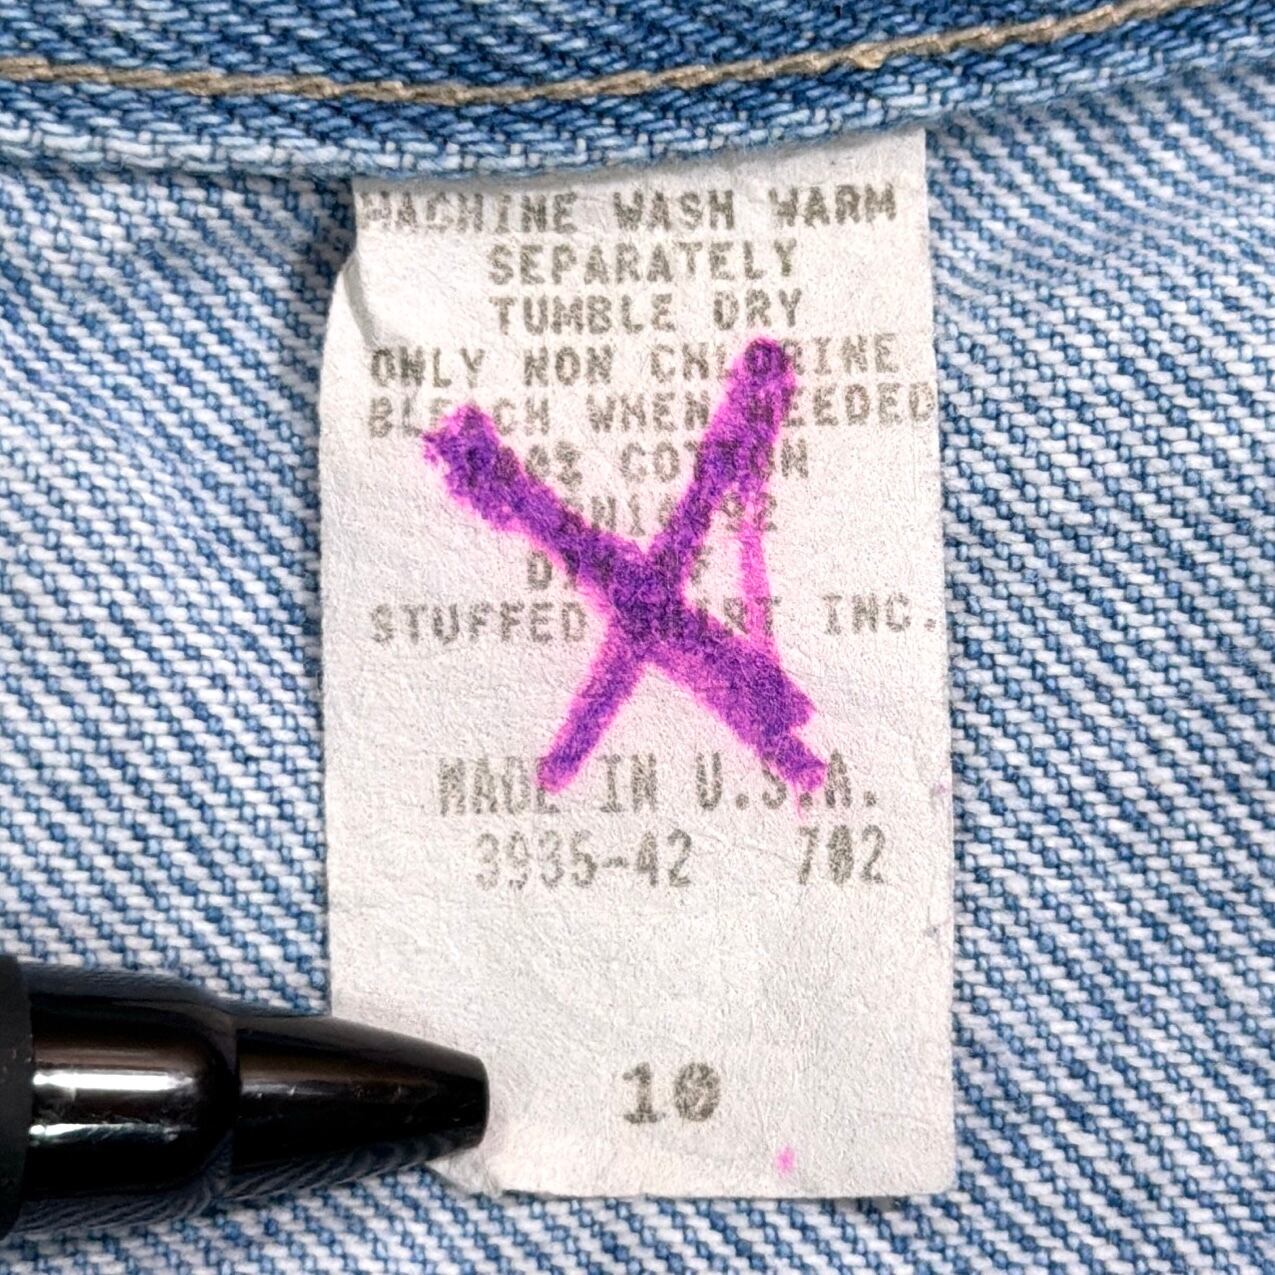 MACHINE WASH WARM
SEPARATELY
TUMBLE DRY
ONLY NON CHLORINE
BLEACH WHEN NEEDED
COTTON
STUFFED SHIRT INC.
MADE IN U.S.A.
3935-42 702
10